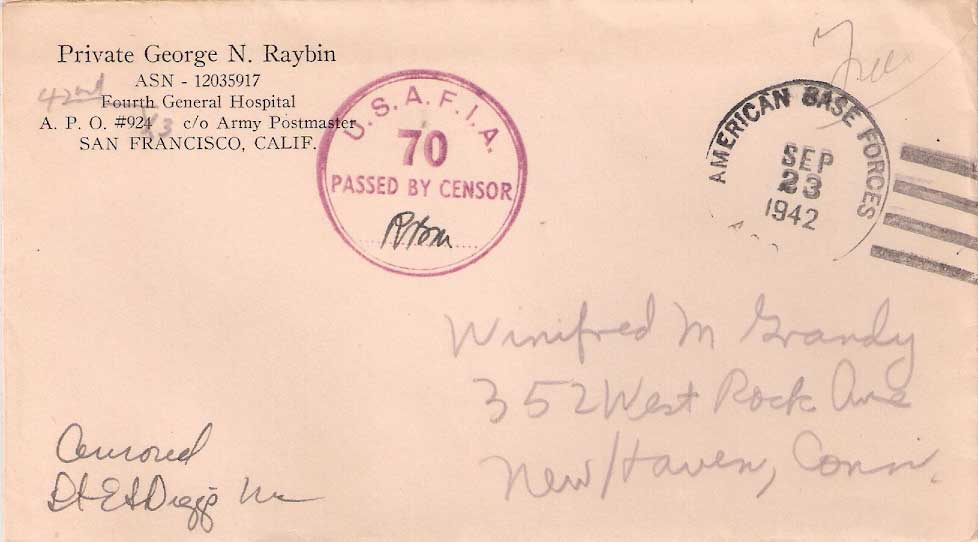 Private George N. Raybin
ASN - 12035917
42nd
Fourth General Hospital
A. P. O. #924 c/o Army Postmaster
SAN FRANCISCO, CALIF.
U.S.A.F.I.A.
70
PASSED BY CENSOR
Free
AMERICAN BASE FORCES
SEP
23
1942
Winifred M Grandy
352 West Rock Ave
New Haven, Conn.
Censored